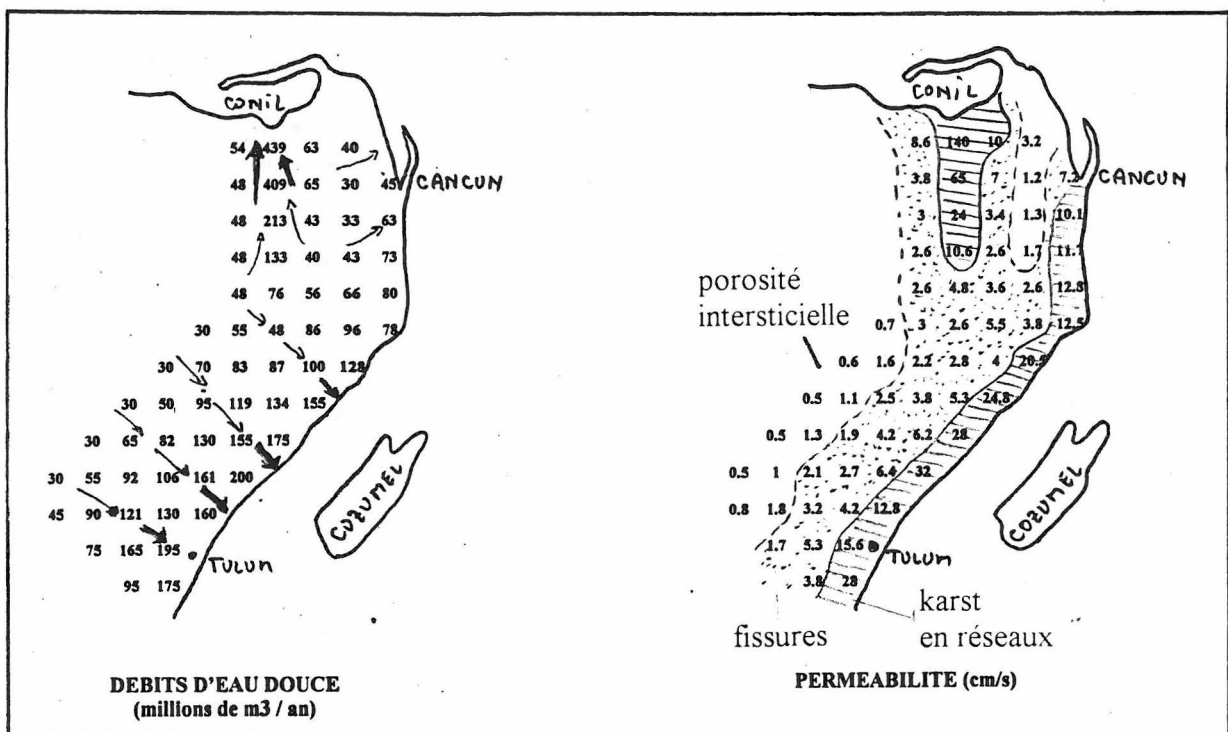 CONIL
54 439 63 40
48 409 65 30 45 CANCUN
48 213 43 33 63
48 133 40 43 73
48 76 56 66 80
30 55 48 86 96 78
30 70 83 87 100 128
30 50 95 119 134 155
30 65 82 130 155 175
30 55 92 106 161 200
45 90 121 130 160
75 165 195 TULUM
95 175
COZUMEL
DEBITS D'EAU DOUCE
(millions de m3 / an)
CONIL
8.6 140 10 3.2
3.8 65 7 1.2 7.2 CANCUN
3 24 3.4 1.3 10.1
2.6 10.6 2.6 1.7 11.7
2.6 4.8 3.6 2.6 12.8
0.7 3 2.6 5.5 3.8 12.5
0.6 1.6 2.2 2.8 4 20.5
0.5 1.1 2.5 3.8 5.3 24.8
0.5 1.3 1.9 4.2 6.2 28
0.5 1 2.1 2.7 6.4 32
0.8 1.8 3.2 4.2 12.8
1.7 5.3 15.6 TULUM
3.8 28
porosité
intersticielle
COZUMEL
fissures
karst
en réseaux
PERMEABILITE (cm/s)